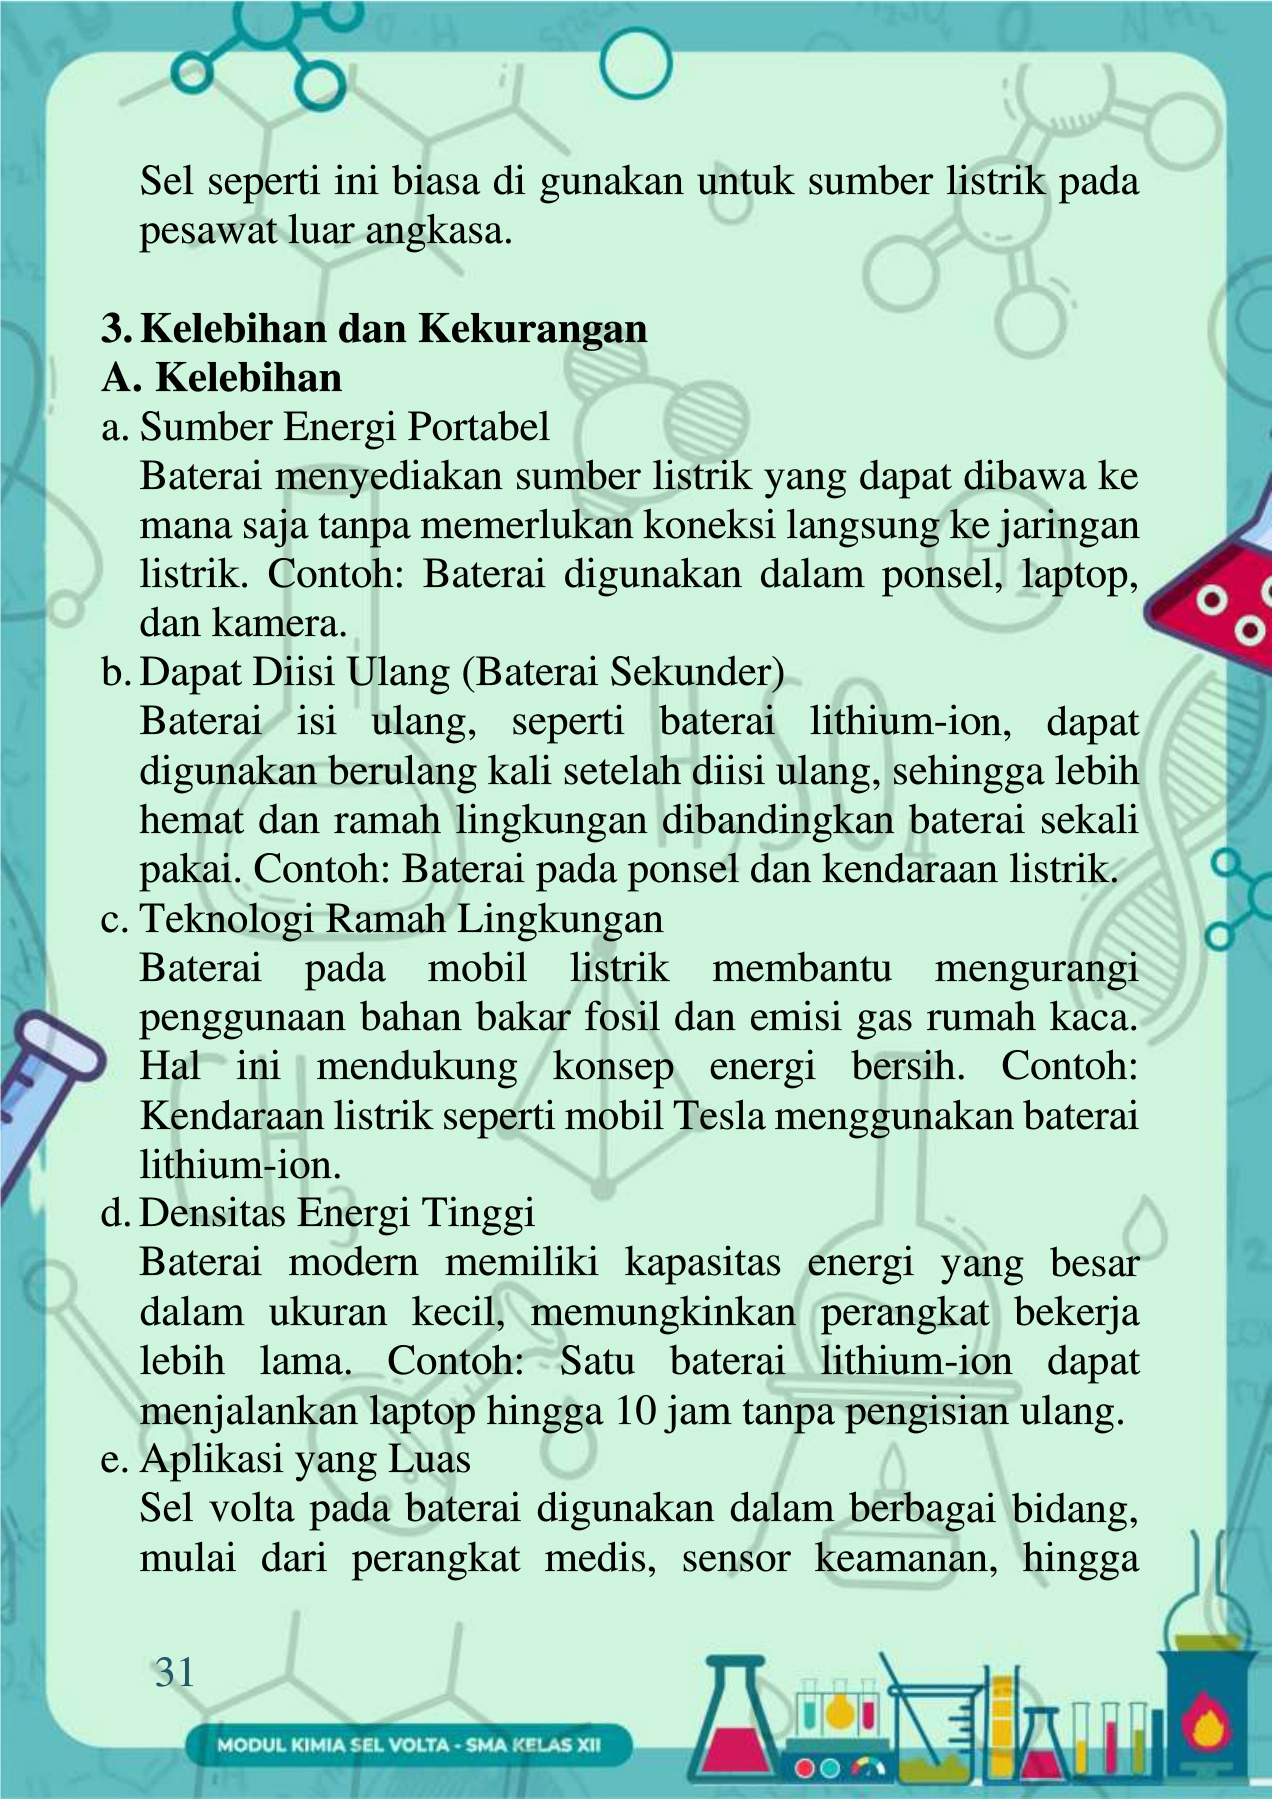 Sel seperti ini biasa di gunakan untuk sumber listrik pada
pesawat luar angkasa.
3. Kelebihan dan Kekurangan
A. Kelebihan
a. Sumber Energi Portabel
Baterai menyediakan sumber listrik yang dapat dibawa ke
mana saja tanpa memerlukan koneksi langsung ke jaringan
listrik. Contoh: Baterai digunakan dalam ponsel, laptop,
dan kamera.
b. Dapat Diisi Ulang (Baterai Sekunder)
Baterai isi ulang, seperti baterai lithium-ion, dapat
digunakan berulang kali setelah diisi ulang, sehingga lebih
hemat dan ramah lingkungan dibandingkan baterai sekali
pakai. Contoh: Baterai pada ponsel dan kendaraan listrik.
c. Teknologi Ramah Lingkungan
Baterai pada mobil listrik membantu mengurangi
penggunaan bahan bakar fosil dan emisi gas rumah kaca.
Hal ini mendukung konsep energi bersih. Contoh:
Kendaraan listrik seperti mobil Tesla menggunakan baterai
lithium-ion.
d. Densitas Energi Tinggi
Baterai modern memiliki kapasitas energi yang besar
dalam ukuran kecil, memungkinkan perangkat bekerja
lebih lama. Contoh: Satu baterai lithium-ion dapat
menjalankan laptop hingga 10 jam tanpa pengisian ulang.
e. Aplikasi yang Luas
Sel volta pada baterai digunakan dalam berbagai bidang,
mulai dari perangkat medis, sensor keamanan, hingga
31
MODUL KIMIA SEL VOLTA - SMA KELAS XII